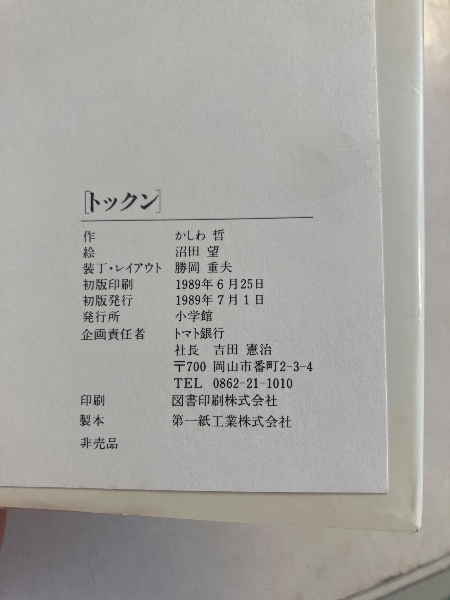 [トックン]
作 かしわ 哲
絵 沼田 望
装丁・レイアウト 勝岡 重夫
初版印刷 1989年6月25日
初版発行 1989年7月1日
発行所 小学館
企画責任者 トマト銀行
社長 吉田 憲治
〒700 岡山市番町2-3-4
TEL 0862-21-1010
印刷 図書印刷株式会社
製本 第一紙工業株式会社
非売品